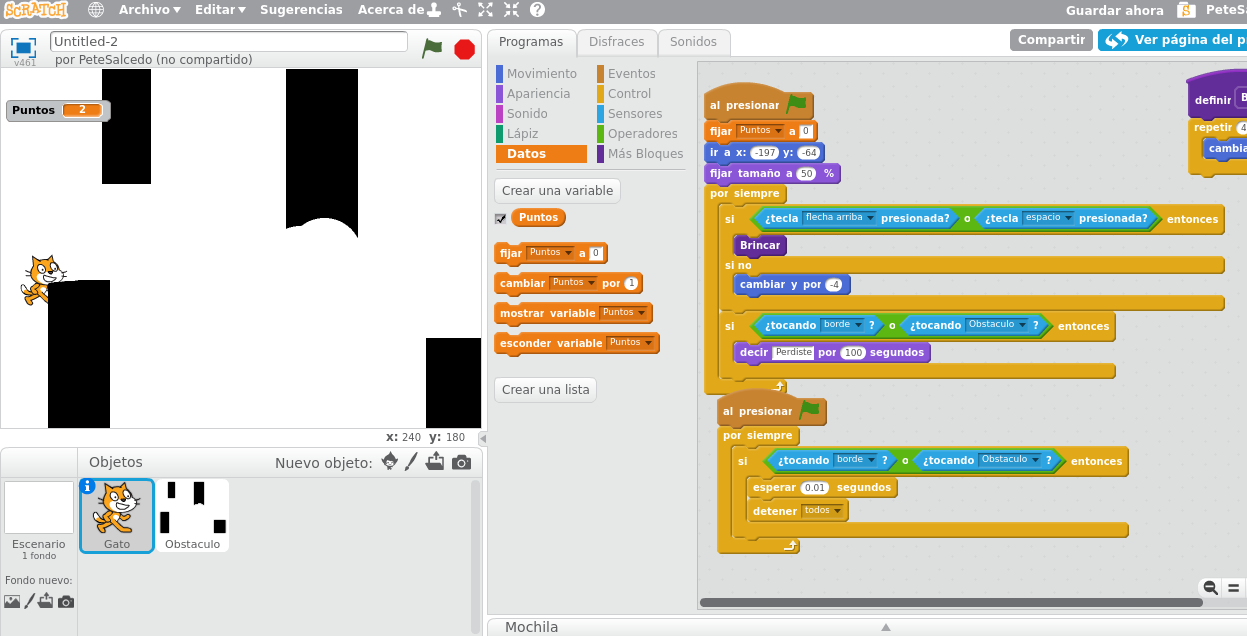 SCRATCH Archivo Editar Sugerencias Acerca de Guardar ahora PeteSa
v461 Untitled-2
por PeteSalcedo (no compartido)
Puntos 2
x: 240 y: 180
Objetos Nuevo objeto:
Escenario
1 fondo
Fondo nuevo:
Gato
Obstaculo
Programas Disfraces Sonidos
Compartir Ver página del pr
Movimiento Eventos
Apariencia Control
Sonido Sensores
Lápiz Operadores
Datos Más Bloques
Crear una variable
Puntos
fijar Puntos a 0
cambiar Puntos por 1
mostrar variable Puntos
esconder variable Puntos
Crear una lista
al presionar
fijar Puntos a 0
ir a x: -197 y: -64
fijar tamaño a 50 %
por siempre
si ¿tecla flecha arriba presionada? o ¿tecla espacio presionada? entonces
Brincar
si no
cambiar y por -4
si ¿tocando borde ? o ¿tocando Obstaculo ? entonces
decir Perdiste por 100 segundos
al presionar
por siempre
si ¿tocando borde ? o ¿tocando Obstaculo ? entonces
esperar 0.01 segundos
detener todos
definir B
repetir 4
cambia
Mochila